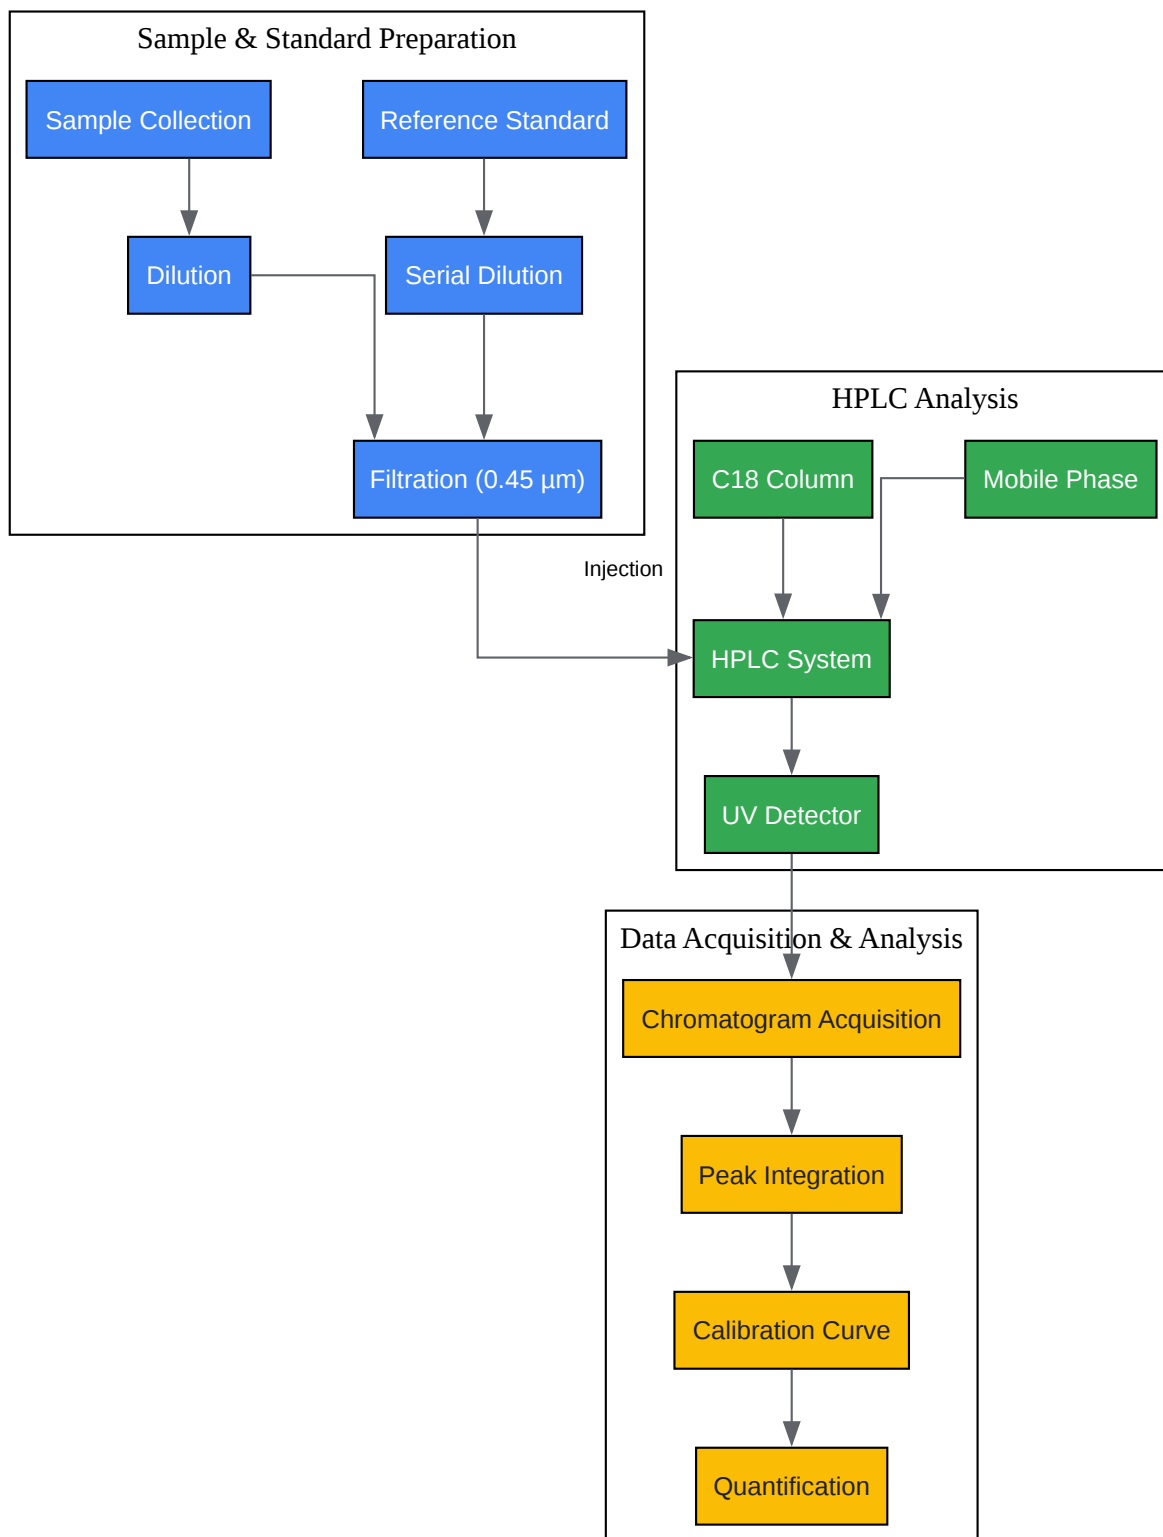 Sample & Standard Preparation
Sample Collection
Reference Standard
Dilution
Serial Dilution
Filtration (0.45 µm)
Injection
HPLC Analysis
C18 Column
Mobile Phase
HPLC System
UV Detector
Data Acquisition & Analysis
Chromatogram Acquisition
Peak Integration
Calibration Curve
Quantification